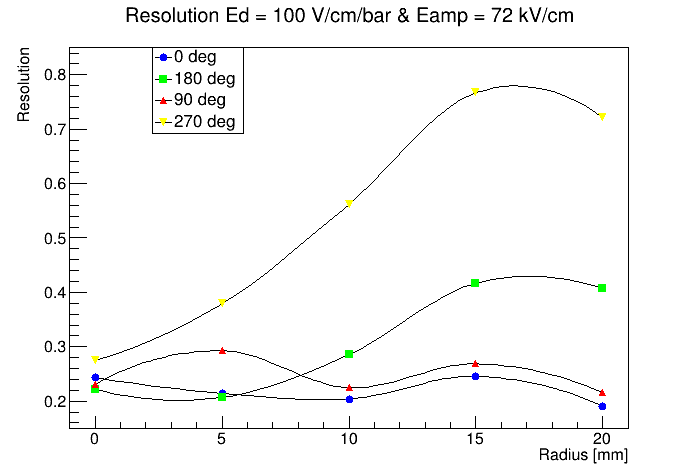 Resolution Ed = 100 V/cm/bar & Eamp = 72 kV/cm
Resolution
0 deg
180 deg
90 deg
270 deg
0.8
0.7
0.6
0.5
0.4
0.3
0.2
0 5 10 15 20
Radius [mm]